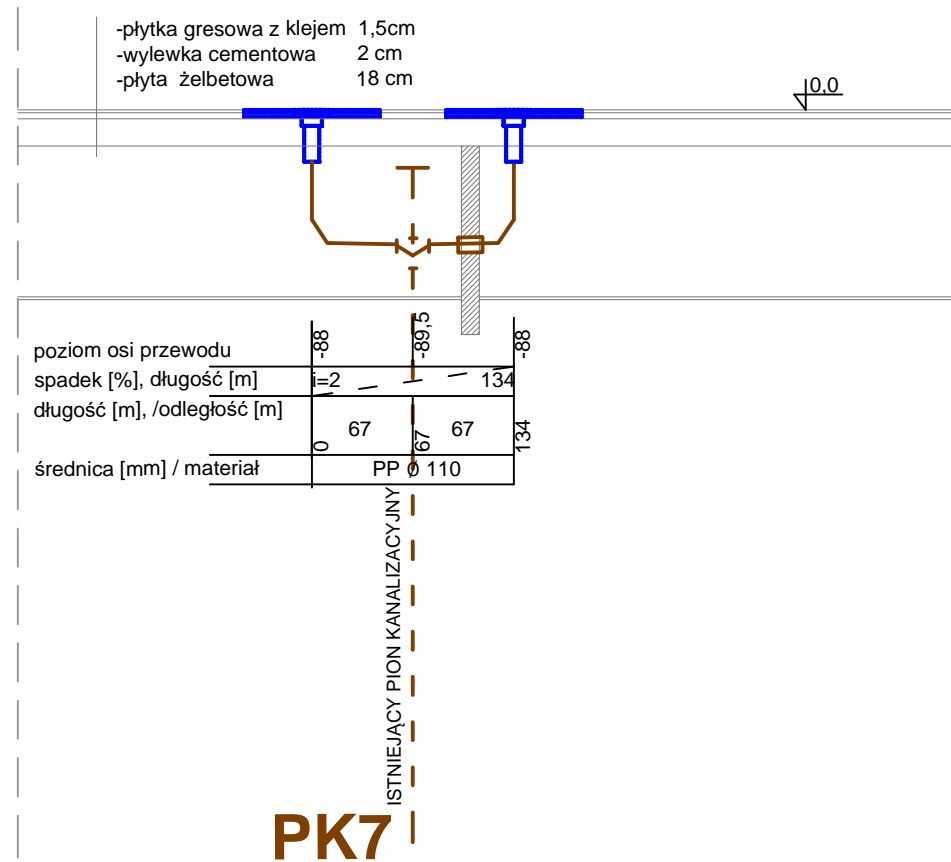 -płytka gresowa z klejem 1,5cm
-wylewka cementowa 2 cm
-płyta żelbetowa 18 cm
0,0
poziom osi przewodu
-88
-89,5
-88
spadek [%], długość [m]
i=2
134
długość [m], /odległość [m]
0
67
67
67
134
średnica [mm] / materiał
PP Ø 110
ISTNIEJĄCY PION KANALIZACYJNY
PK7